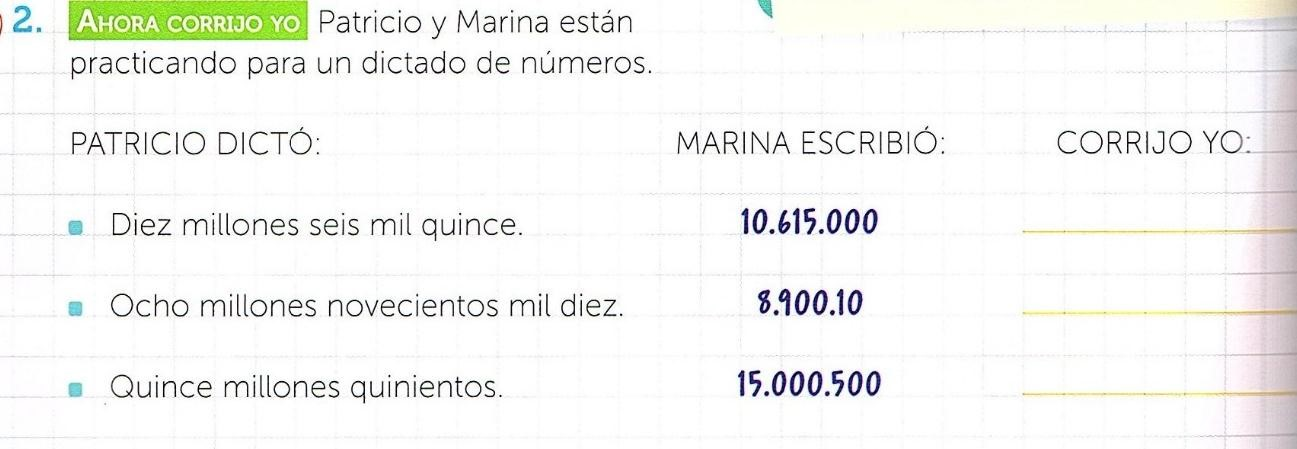 2. AHORA CORRIJO YO Patricio y Marina están
practicando para un dictado de números.
PATRICIO DICTÓ: MARINA ESCRIBIÓ: CORRIJO YO:
Diez millones seis mil quince. 10.615.000
Ocho millones novecientos mil diez. 8.900.10
Quince millones quinientos. 15.000.500